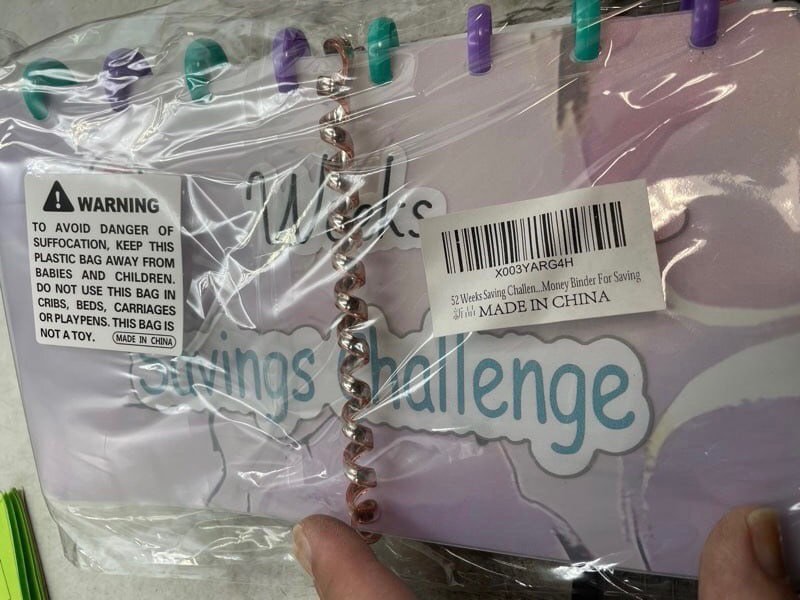 WARNING
TO AVOID DANGER OF
SUFFOCATION, KEEP THIS
PLASTIC BAG AWAY FROM
BABIES AND CHILDREN.
DO NOT USE THIS BAG IN
CRIBS, BEDS, CARRIAGES
OR PLAYPENS. THIS BAG IS
NOT A TOY. MADE IN CHINA
Weeks
X003YARG4H
52 Weeks Saving Challen...Money Binder For Saving
新品 MADE IN CHINA
Savings Challenge